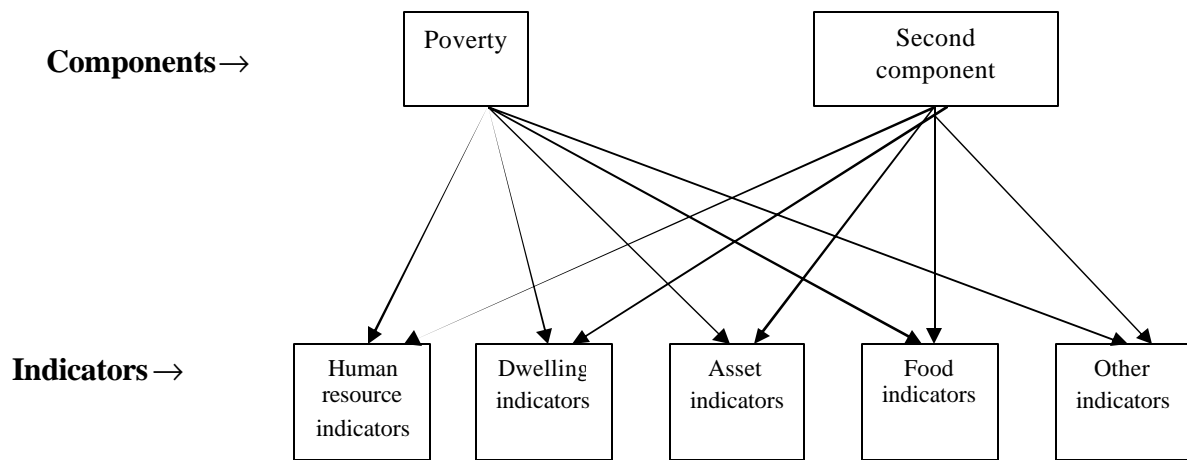 Components→
Poverty
Second
component
Indicators→
Human
resource
indicators
Dwelling
indicators
Asset
indicators
Food
indicators
Other
indicators